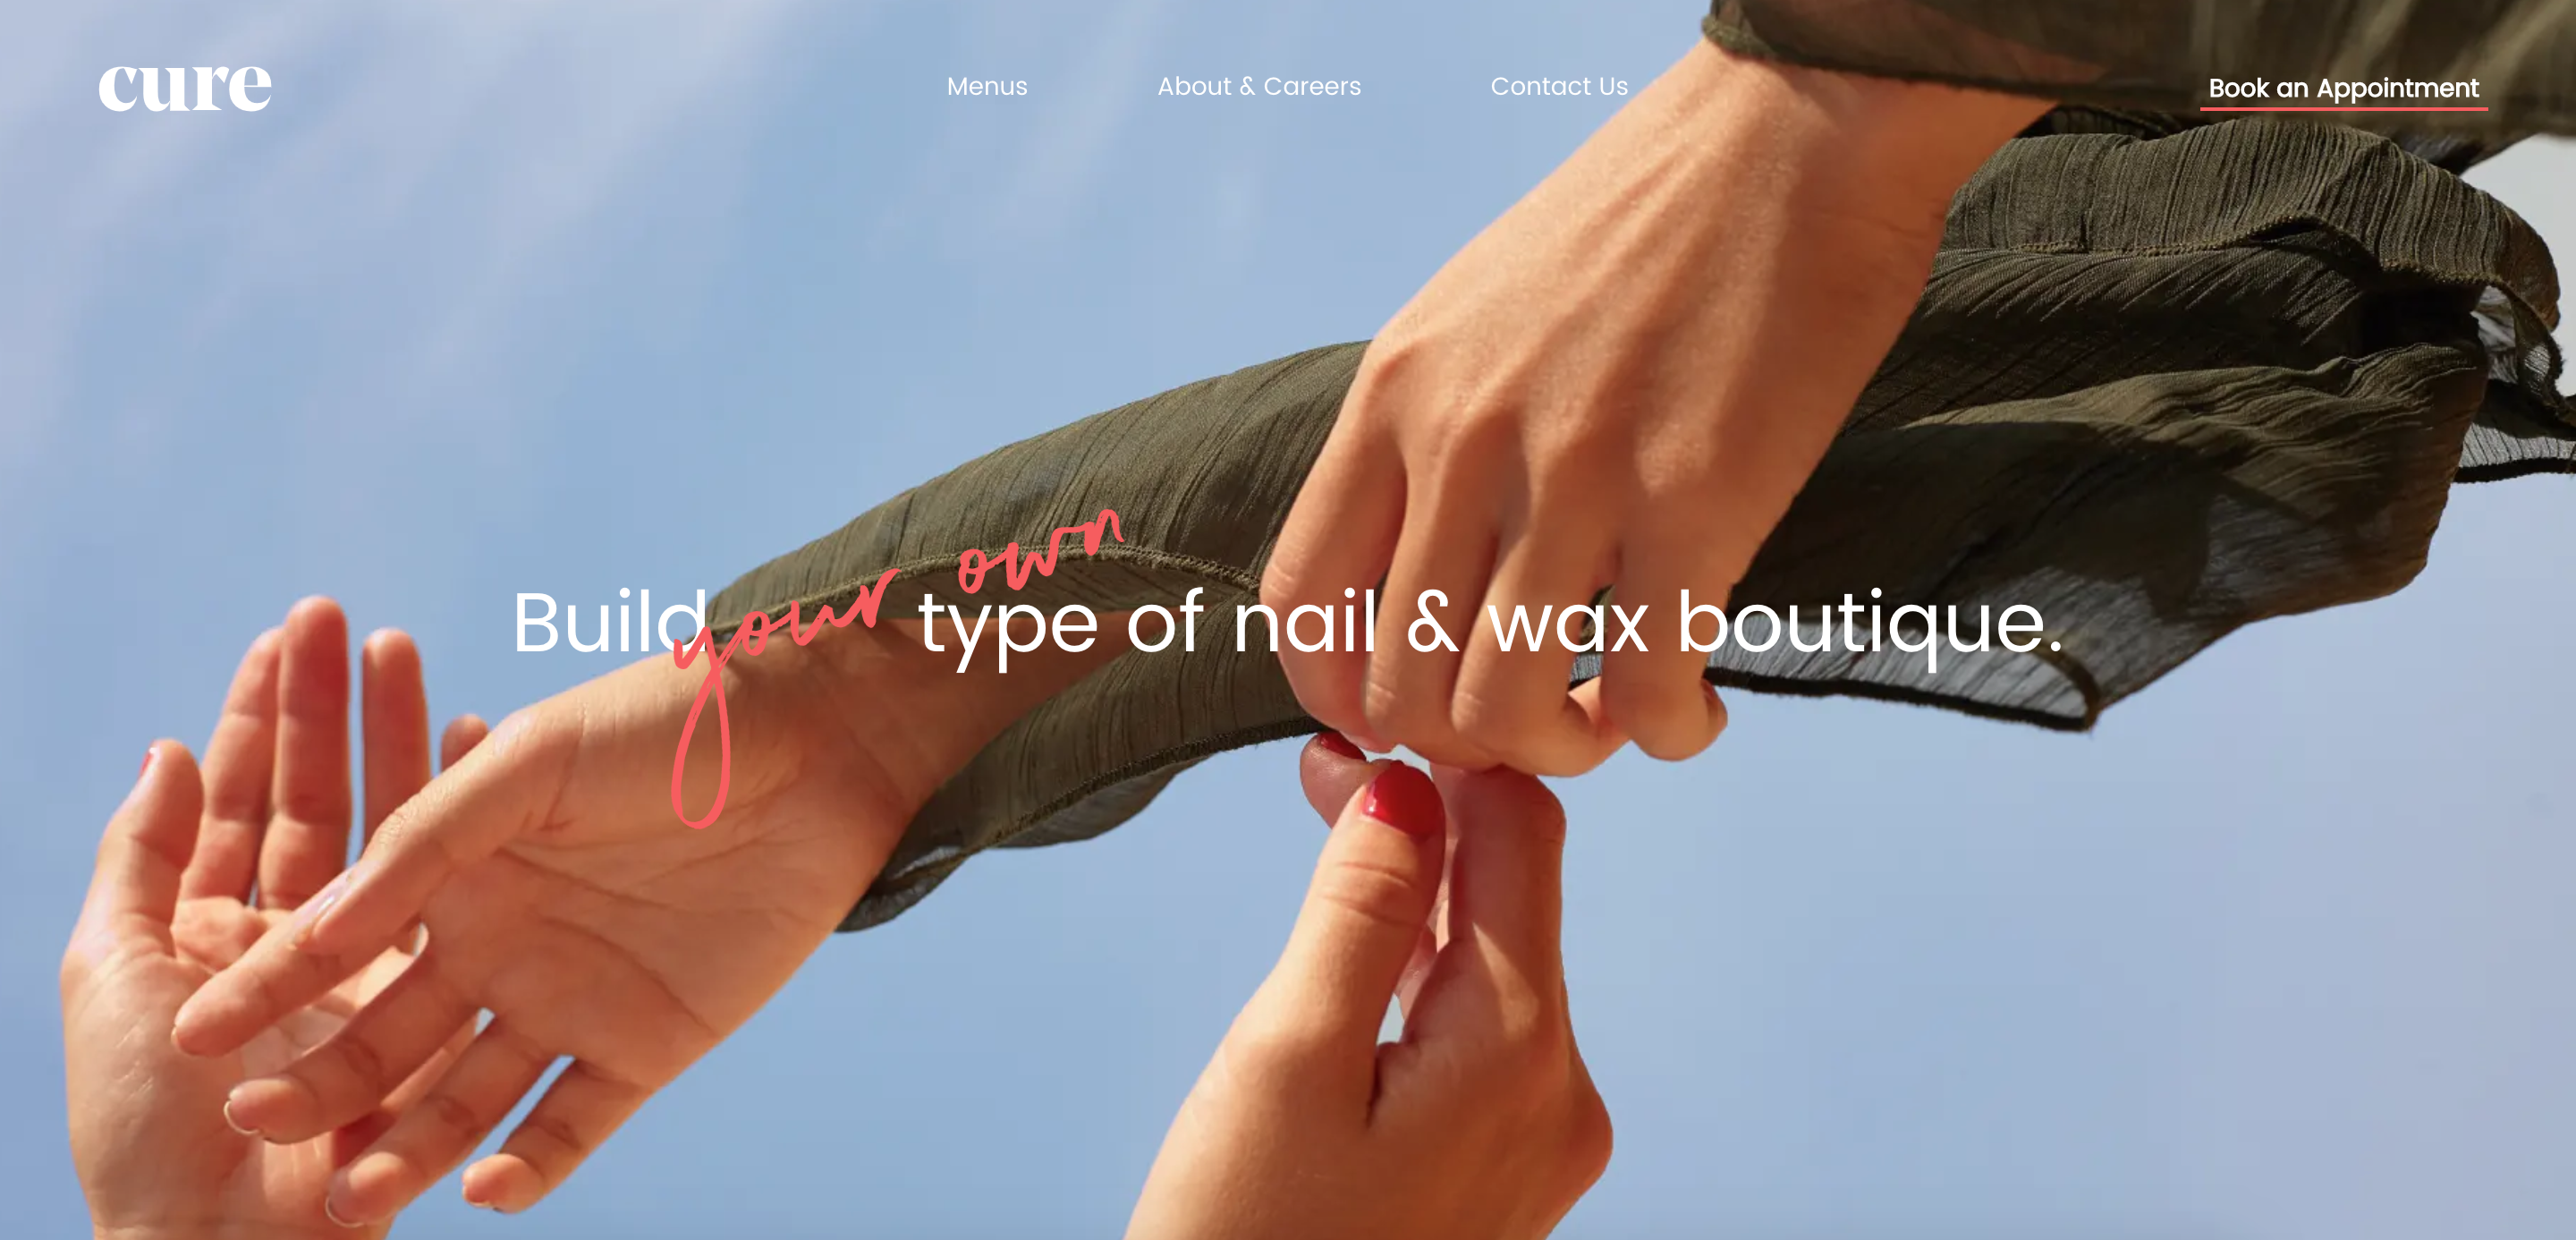 cure
Menus
About & Careers
Contact Us
Book an Appointment
Build your own type of nail & wax boutique.